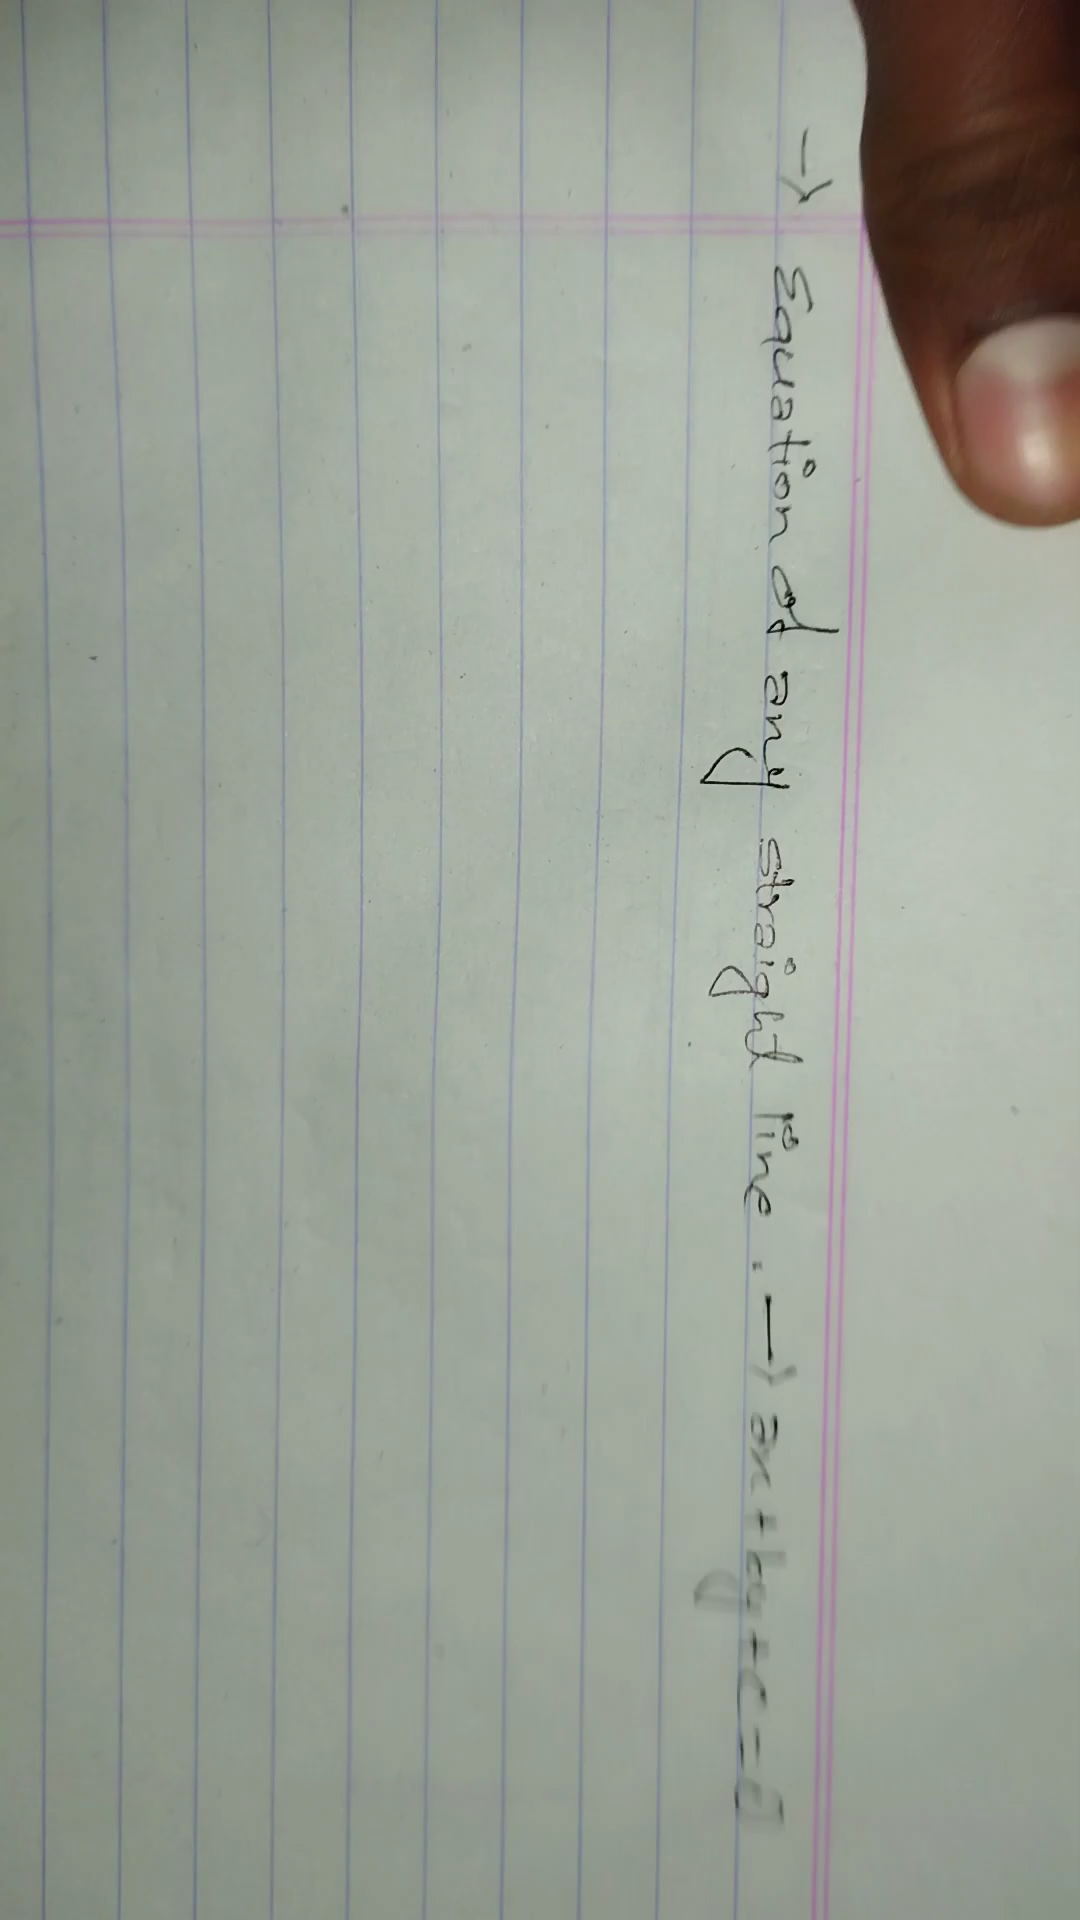 → Equation of any straight line. → ax + by + c = 0